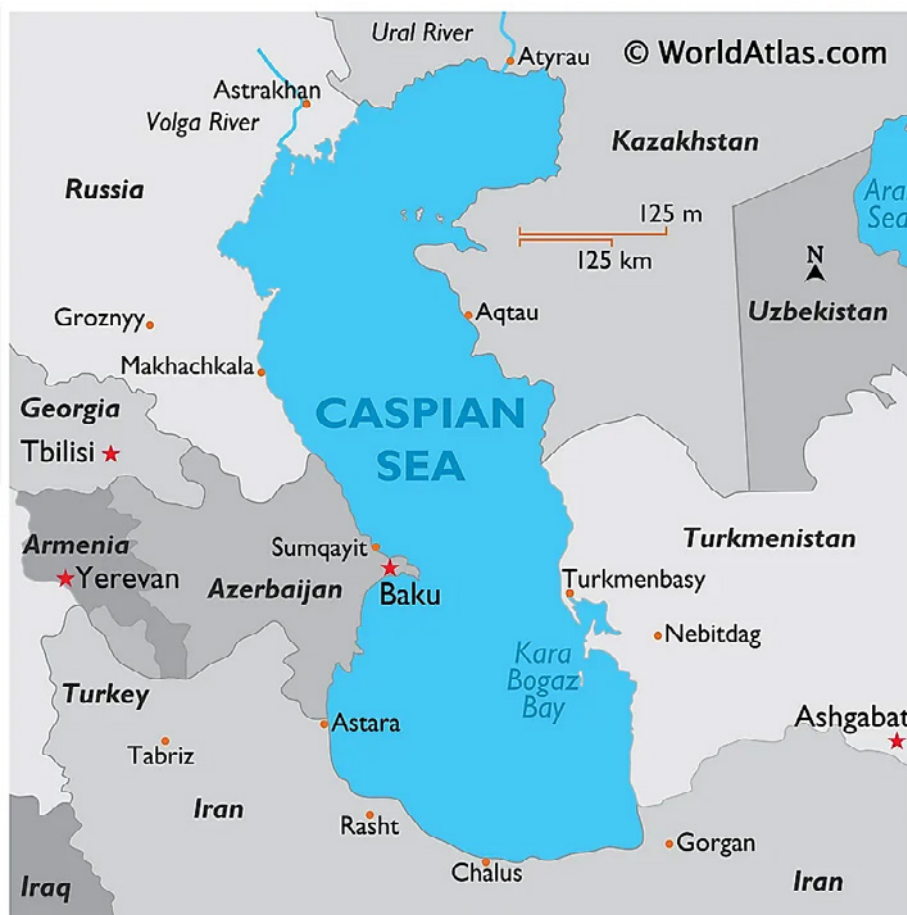 Ural River
© WorldAtlas.com
Atyrau
Astrakhan
Volga River
Kazakhstan
Russia
Aral
Sea
125 m
125 km
N
Uzbekistan
Groznyy
Aqtau
Makhachkala
Georgia
Tbilisi
CASPIAN
SEA
Armenia
Yerevan
Sumqayit
Baku
Azerbaijan
Turkmenistan
Turkmenbasy
Nebitdag
Kara
Bogaz
Bay
Turkey
Astara
Ashgabat
Tabriz
Iran
Rasht
Chalus
Gorgan
Iraq
Iran